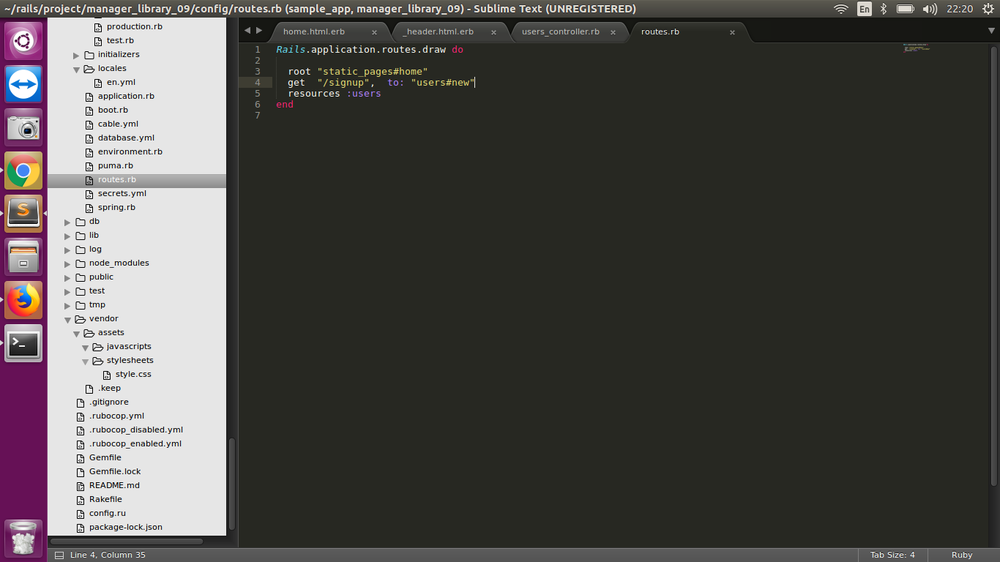 ~/rails/project/manager_library_09/config/routes.rb (sample_app, manager_library_09) - Sublime Text (UNREGISTERED)
En
22:20
production.rb
test.rb
initializers
locales
en.yml
application.rb
boot.rb
cable.yml
database.yml
environment.rb
puma.rb
routes.rb
secrets.yml
spring.rb
db
lib
log
node_modules
public
test
tmp
vendor
assets
javascripts
stylesheets
style.css
.keep
.gitignore
.rubocop.yml
.rubocop_disabled.yml
.rubocop_enabled.yml
Gemfile
Gemfile.lock
README.md
Rakefile
config.ru
package-lock.json
home.html.erb
_header.html.erb
users_controller.rb
routes.rb
1 Rails.application.routes.draw do
2
3 root "static_pages#home"
4 get  "/signup",  to: "users#new"
5 resources :users
6 end
7
Line 4, Column 35
Tab Size: 4
Ruby